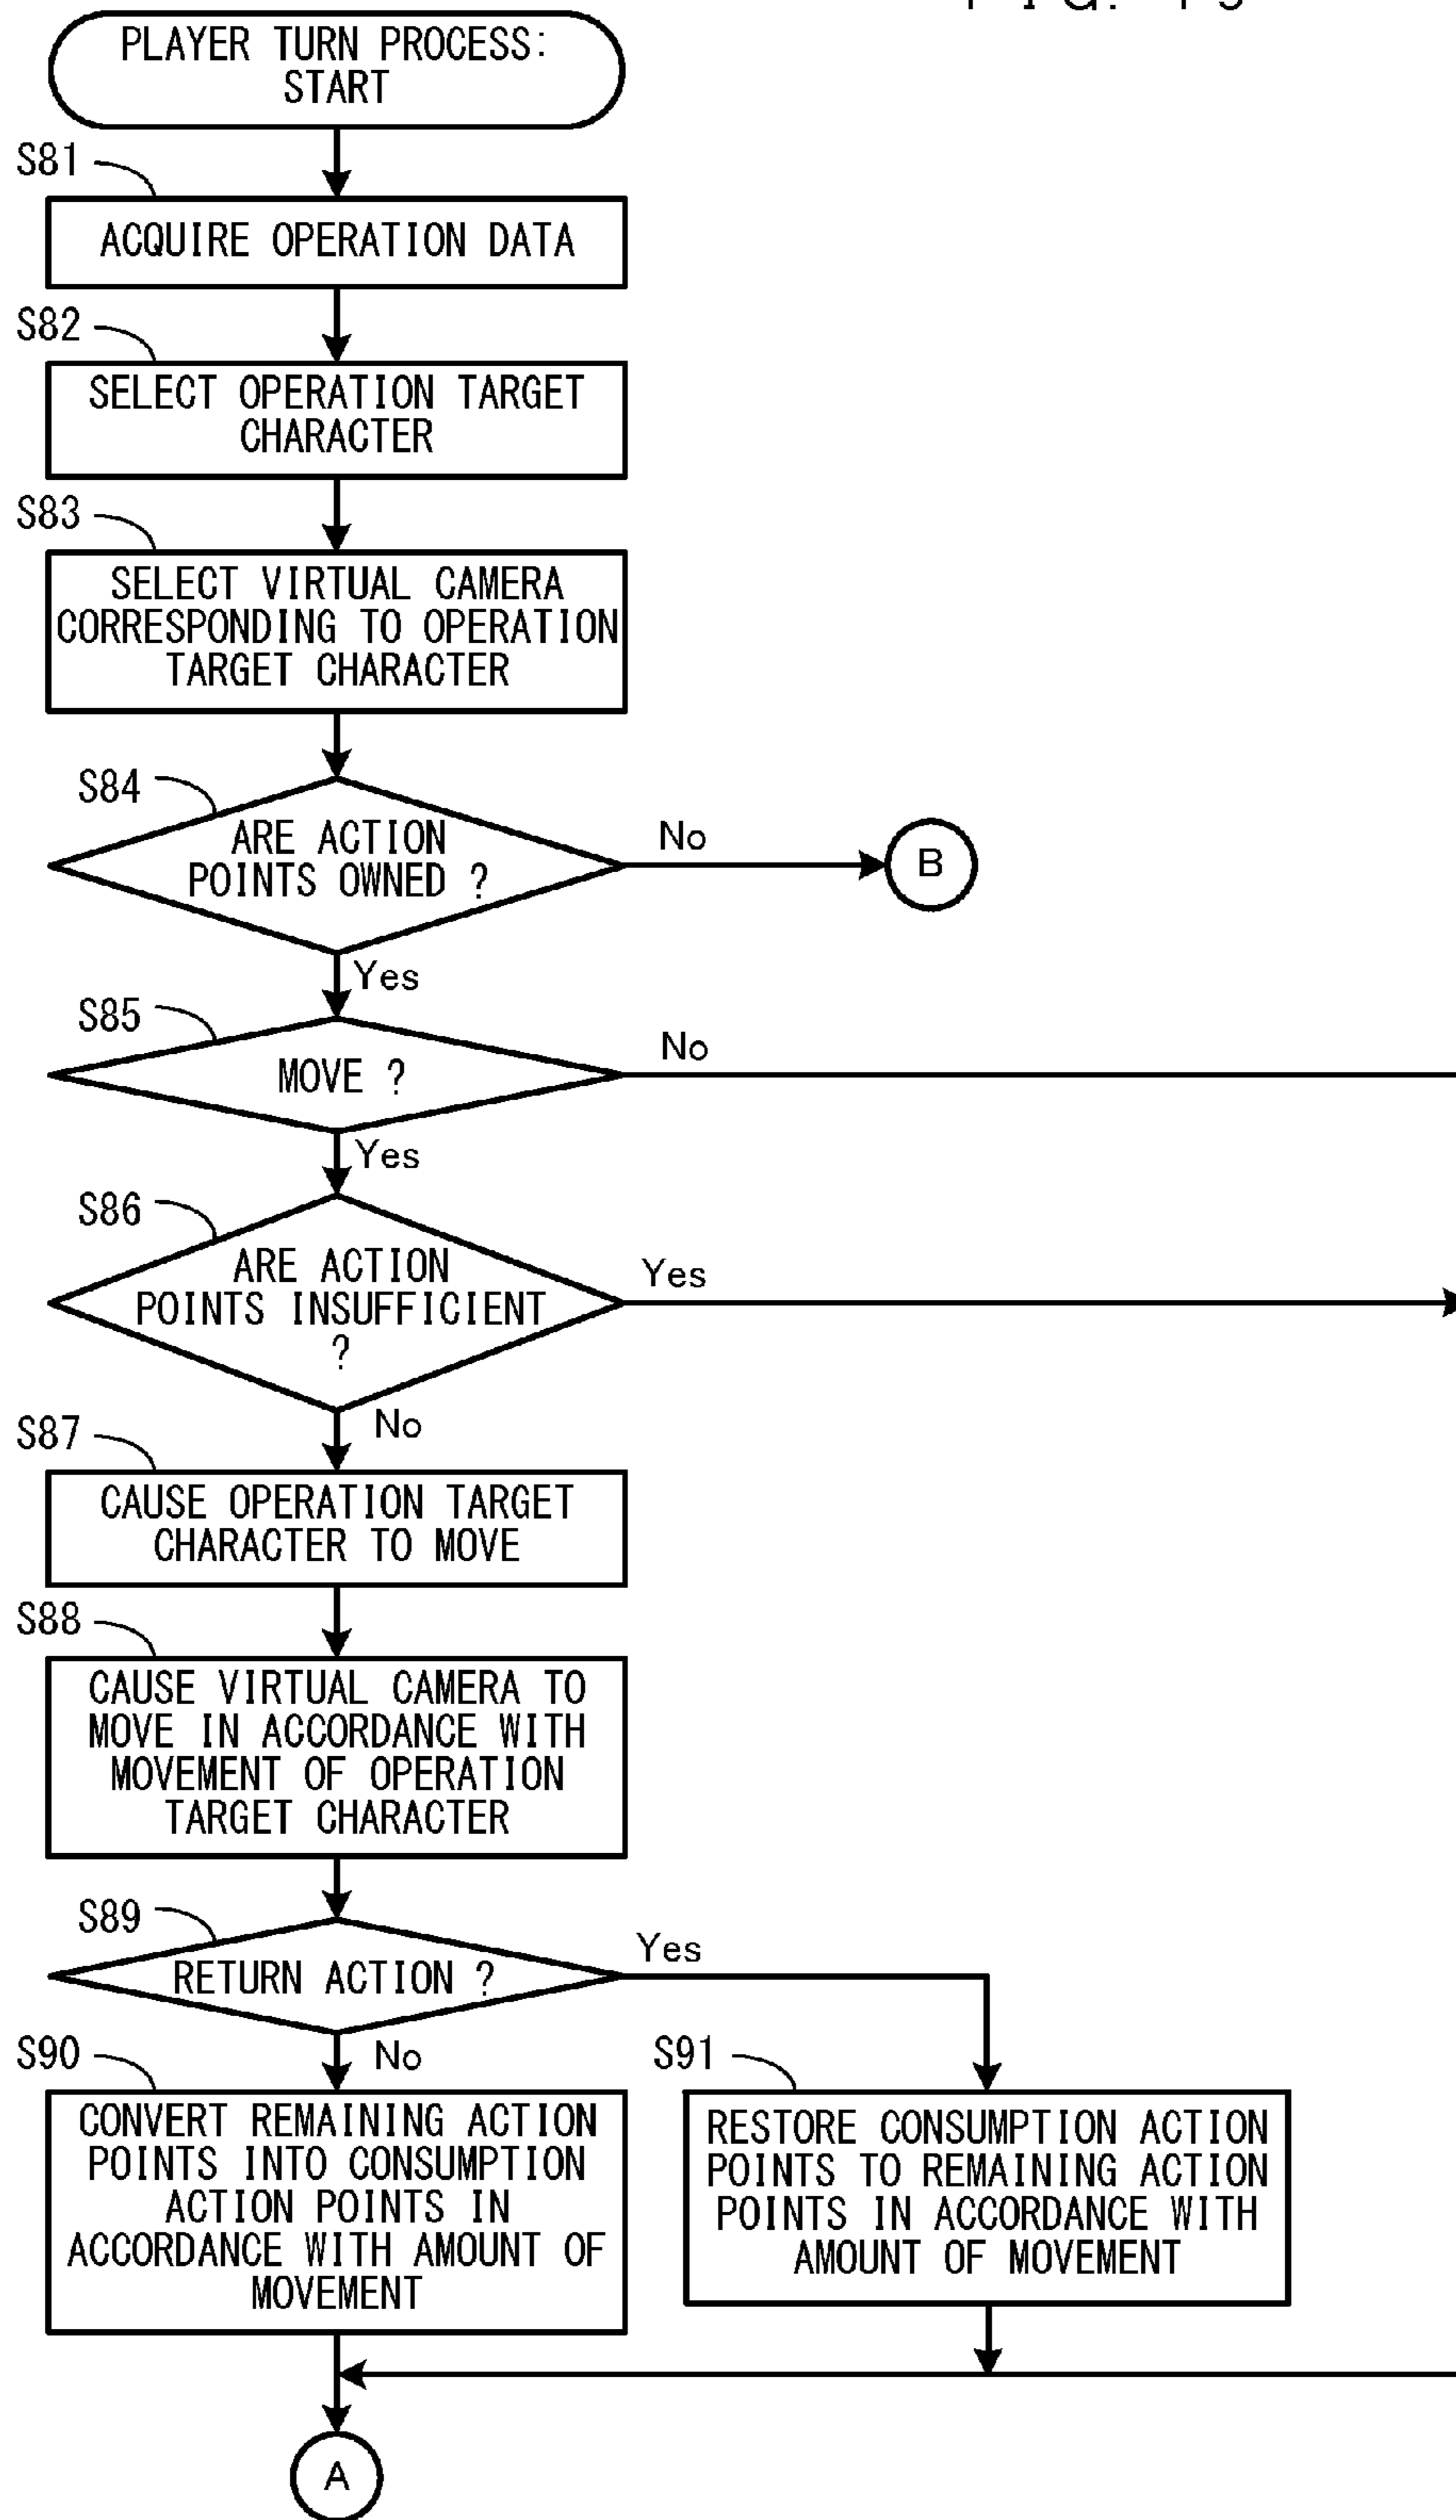 PLAYER TURN PROCESS:
START
S81
ACQUIRE OPERATION DATA
S82
SELECT OPERATION TARGET
CHARACTER
S83
SELECT VIRTUAL CAMERA
CORRESPONDING TO OPERATION
TARGET CHARACTER
S84
ARE ACTION
POINTS OWNED ?
No
B
Yes
S85
MOVE ?
No
Yes
S86
ARE ACTION
POINTS INSUFFICIENT
?
Yes
No
S87
CAUSE OPERATION TARGET
CHARACTER TO MOVE
S88
CAUSE VIRTUAL CAMERA TO
MOVE IN ACCORDANCE WITH
MOVEMENT OF OPERATION
TARGET CHARACTER
S89
RETURN ACTION ?
Yes
No
S90
CONVERT REMAINING ACTION
POINTS INTO CONSUMPTION
ACTION POINTS IN
ACCORDANCE WITH AMOUNT OF
MOVEMENT
S91
RESTORE CONSUMPTION ACTION
POINTS TO REMAINING ACTION
POINTS IN ACCORDANCE WITH
AMOUNT OF MOVEMENT
A